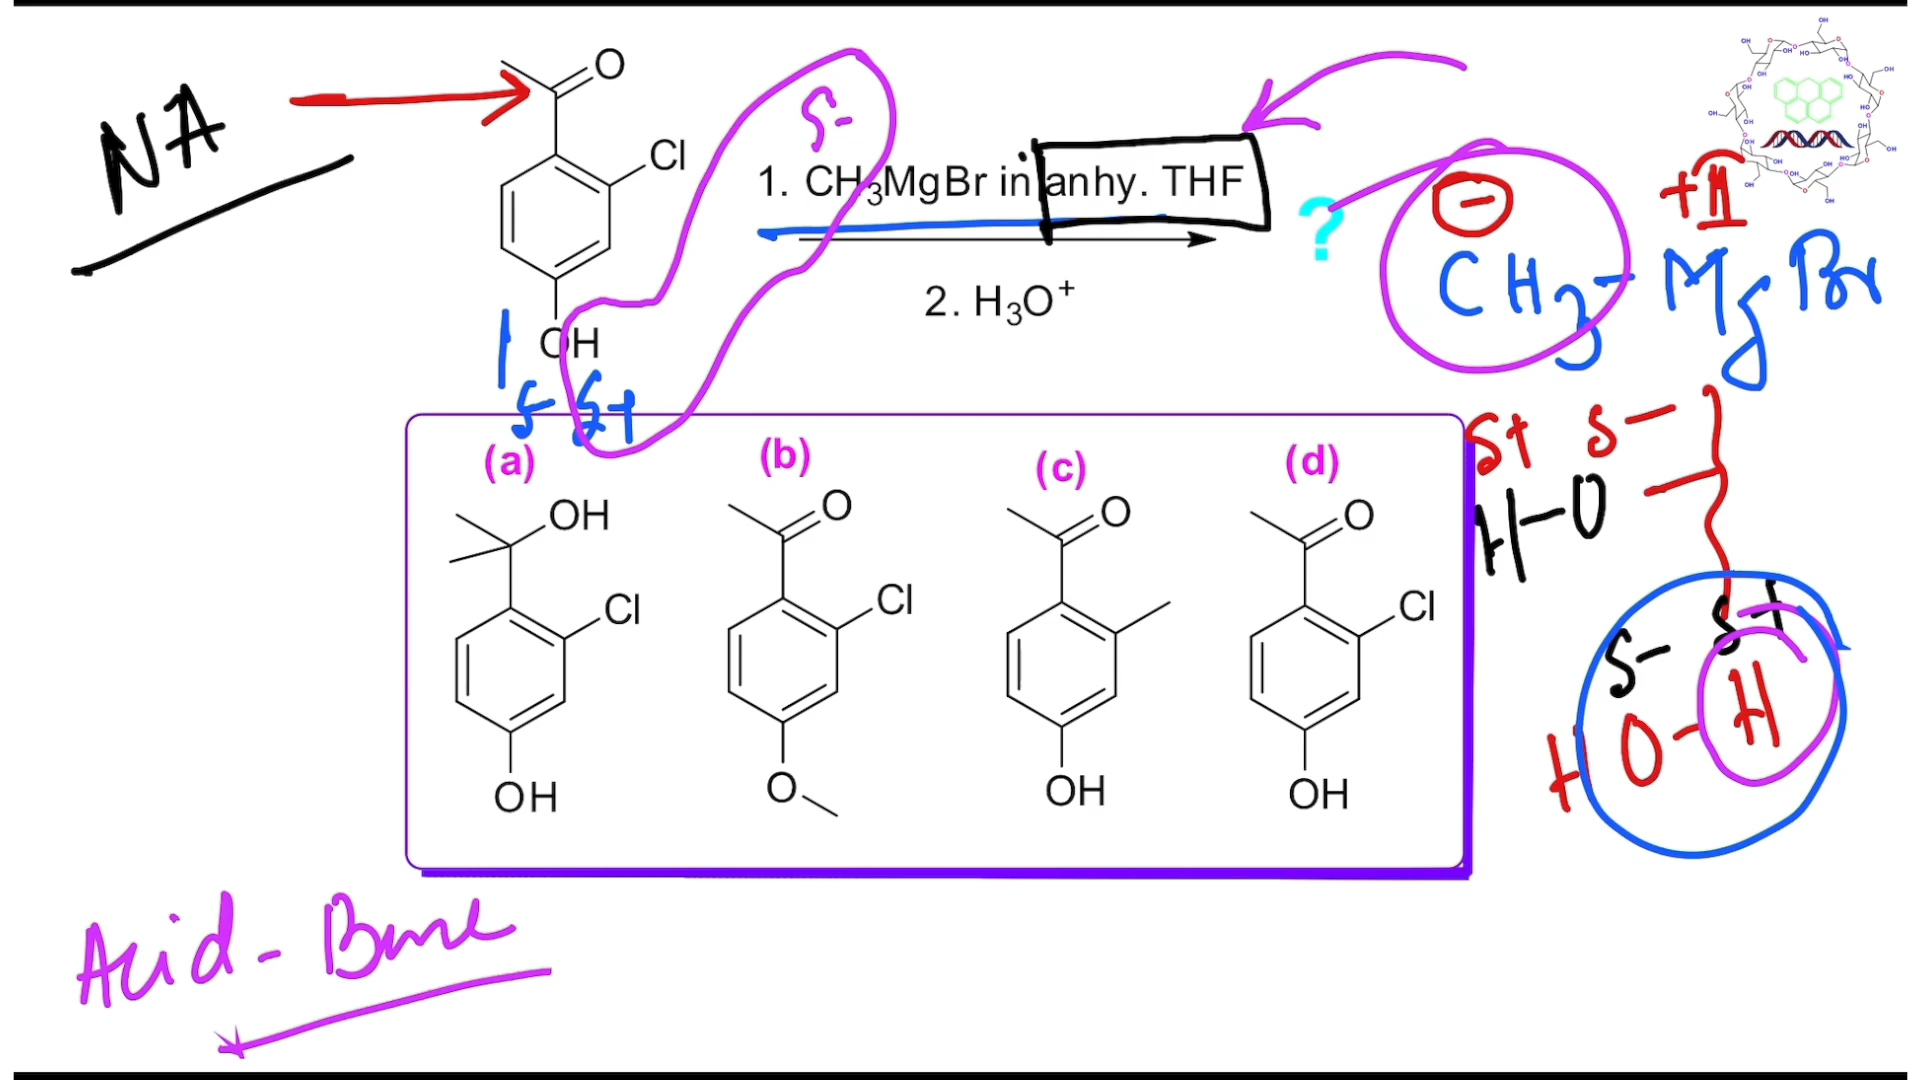 NA
O
Cl
OH
δ-
1. CH₃MgBr in anhy. THF
2. H₃O⁺
?
-
+II
CH₃-MgBr
δ- δ+
(a) (b) (c) (d)
OH
Cl
OH
O
Cl
O
O
OH
O
Cl
OH
δ+ δ-
H-O
δ- δ+
HO-H
Acid-Base